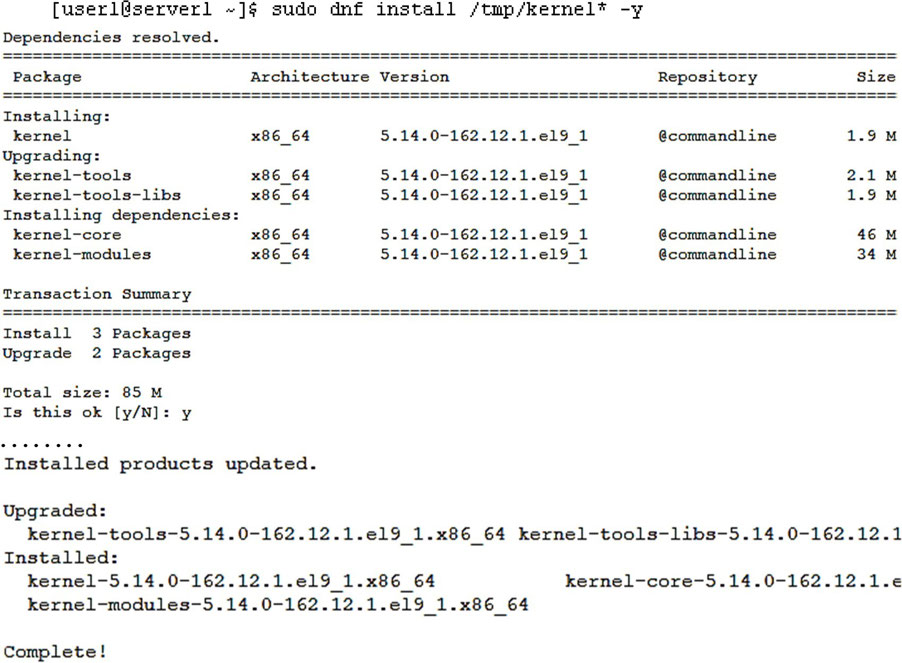 [user1@server1 ~]$ sudo dnf install /tmp/kernel* -y
Dependencies resolved.
================================================================================
Package Architecture Version Repository Size
================================================================================
Installing:
kernel x86_64 5.14.0-162.12.1.el9_1 @commandline 1.9 M
Upgrading:
kernel-tools x86_64 5.14.0-162.12.1.el9_1 @commandline 2.1 M
kernel-tools-libs x86_64 5.14.0-162.12.1.el9_1 @commandline 1.9 M
Installing dependencies:
kernel-core x86_64 5.14.0-162.12.1.el9_1 @commandline 46 M
kernel-modules x86_64 5.14.0-162.12.1.el9_1 @commandline 34 M
Transaction Summary
================================================================================
Install 3 Packages
Upgrade 2 Packages
Total size: 85 M
Is this ok [y/N]: y
........
Installed products updated.
Upgraded:
kernel-tools-5.14.0-162.12.1.el9_1.x86_64 kernel-tools-libs-5.14.0-162.12.1
Installed:
kernel-5.14.0-162.12.1.el9_1.x86_64 kernel-core-5.14.0-162.12.1.e
kernel-modules-5.14.0-162.12.1.el9_1.x86_64
Complete!